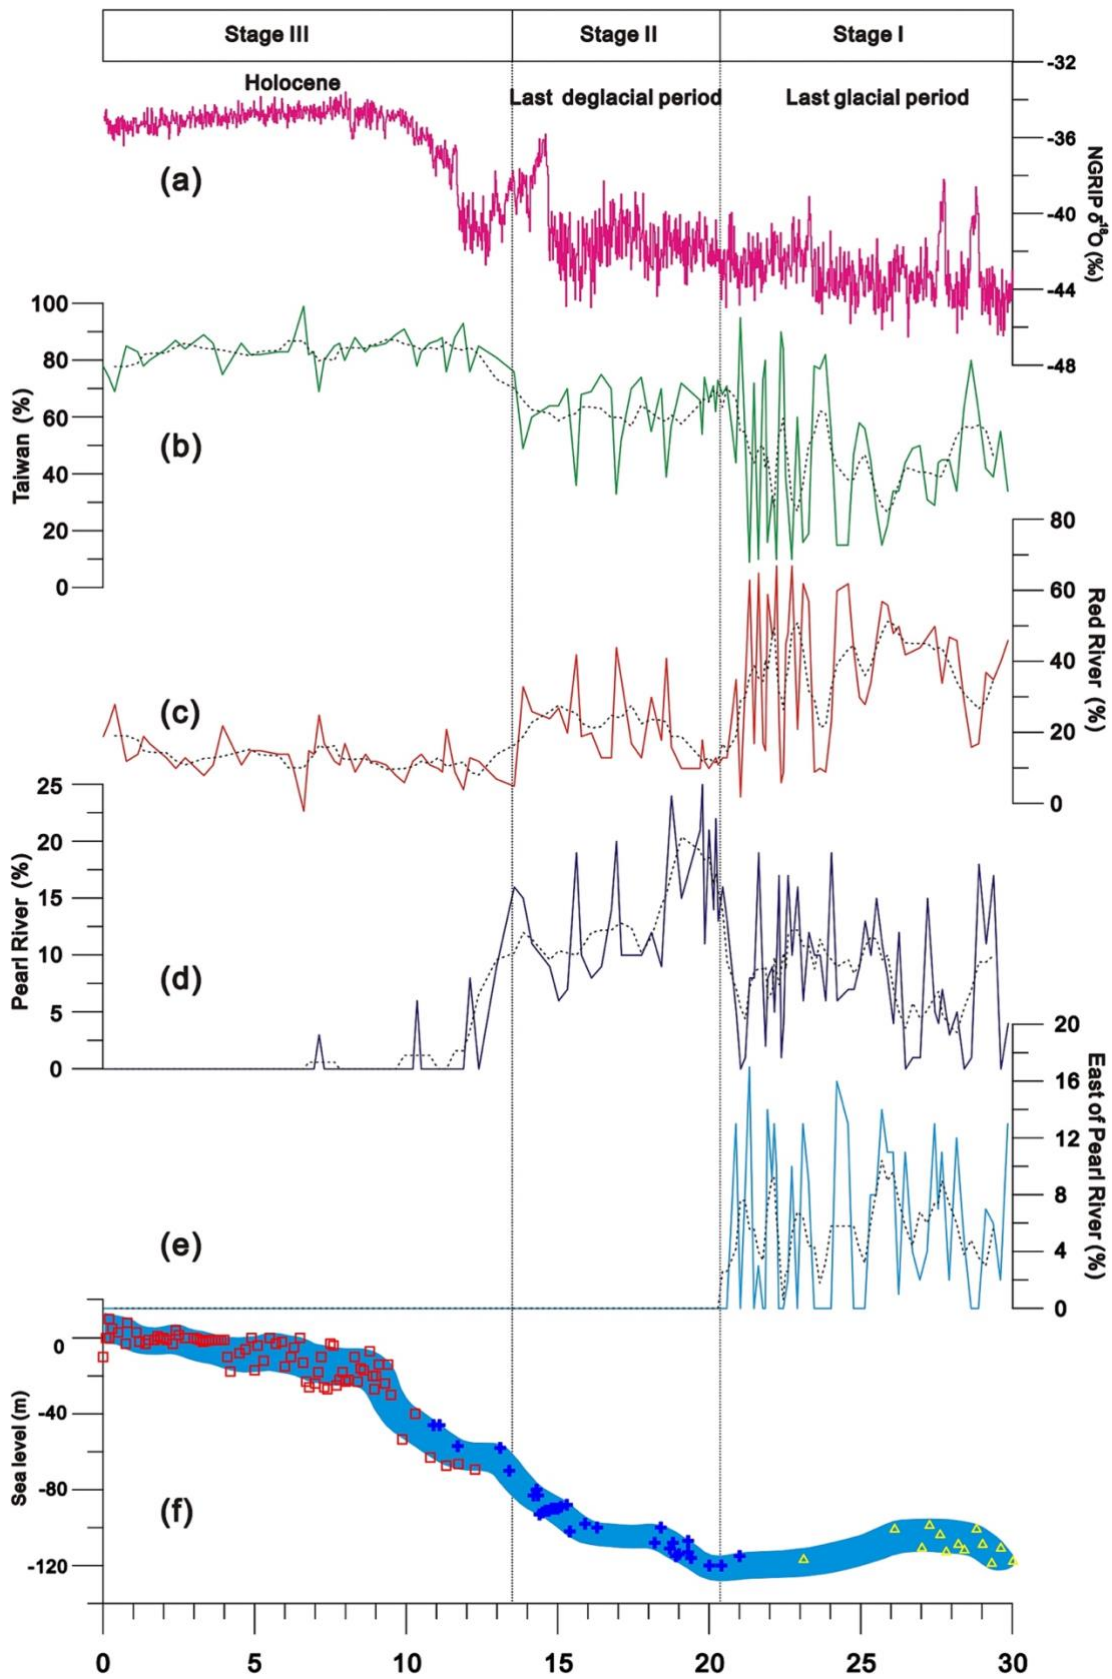 Stage III Stage II Stage I
Holocene Last deglacial period Last glacial period
-32
-36
-40
-44
-48
NGRIP δ18O (‰)
(a)
100
80
60
40
20
0
Taiwan (%)
(b)
80
60
40
20
0
Red River (%)
(c)
25
20
15
10
5
0
Pearl River (%)
(d)
20
16
12
8
4
0
East of Pearl River (%)
(e)
0
-40
-80
-120
Sea level (m)
(f)
0 5 10 15 20 25 30